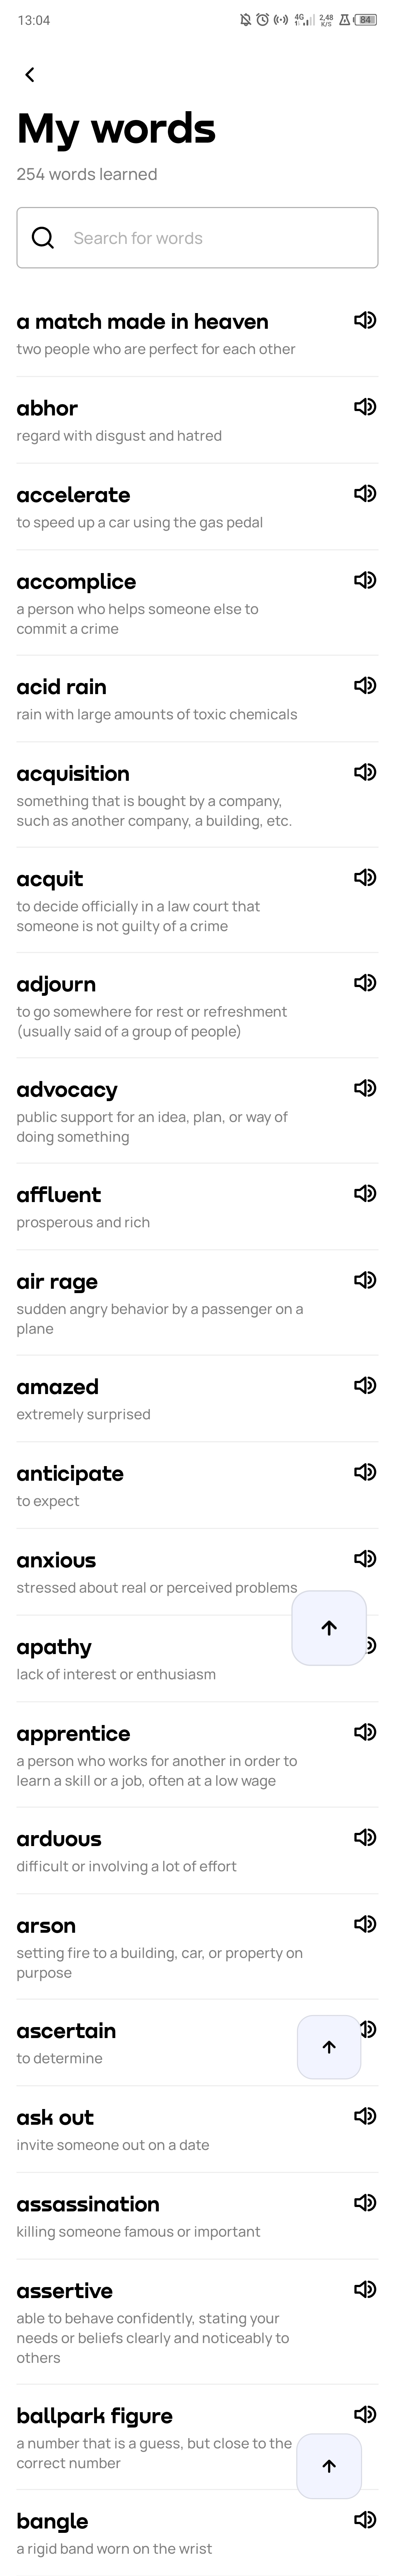 13:04
4G
2,48
K/S
84
My words
254 words learned
Search for words
a match made in heaven
two people who are perfect for each other
abhor
regard with disgust and hatred
accelerate
to speed up a car using the gas pedal
accomplice
a person who helps someone else to
commit a crime
acid rain
rain with large amounts of toxic chemicals
acquisition
something that is bought by a company,
such as another company, a building, etc.
acquit
to decide officially in a law court that
someone is not guilty of a crime
adjourn
to go somewhere for rest or refreshment
(usually said of a group of people)
advocacy
public support for an idea, plan, or way of
doing something
affluent
prosperous and rich
air rage
sudden angry behavior by a passenger on a
plane
amazed
extremely surprised
anticipate
to expect
anxious
stressed about real or perceived problems
apathy
lack of interest or enthusiasm
apprentice
a person who works for another in order to
learn a skill or a job, often at a low wage
arduous
difficult or involving a lot of effort
arson
setting fire to a building, car, or property on
purpose
ascertain
to determine
ask out
invite someone out on a date
assassination
killing someone famous or important
assertive
able to behave confidently, stating your
needs or beliefs clearly and noticeably to
others
ballpark figure
a number that is a guess, but close to the
correct number
bangle
a rigid band worn on the wrist